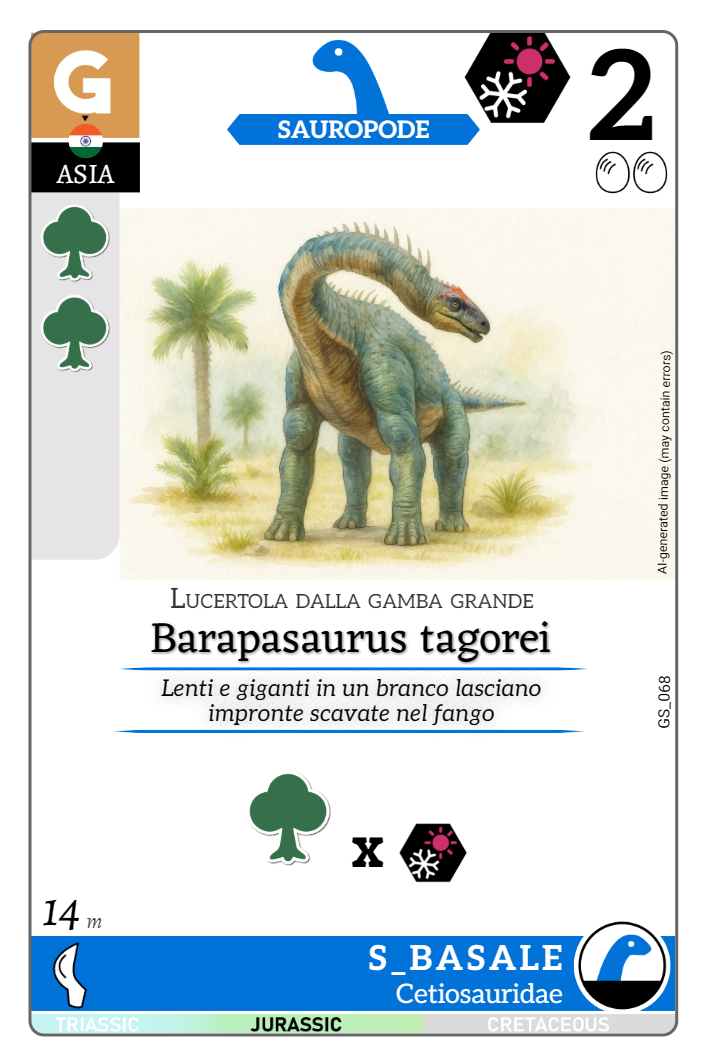 G
SAUROPODE
2
ASIA
AI-generated image (may contain errors)
LUCERTOLA DALLA GAMBA GRANDE
Barapasaurus tagorei
Lenti e giganti in un branco lasciano
impronte scavate nel fango
GS_068
x
14 m
S_BASALE
Cetiosauridae
TRIASSIC JURASSIC CRETACEOUS